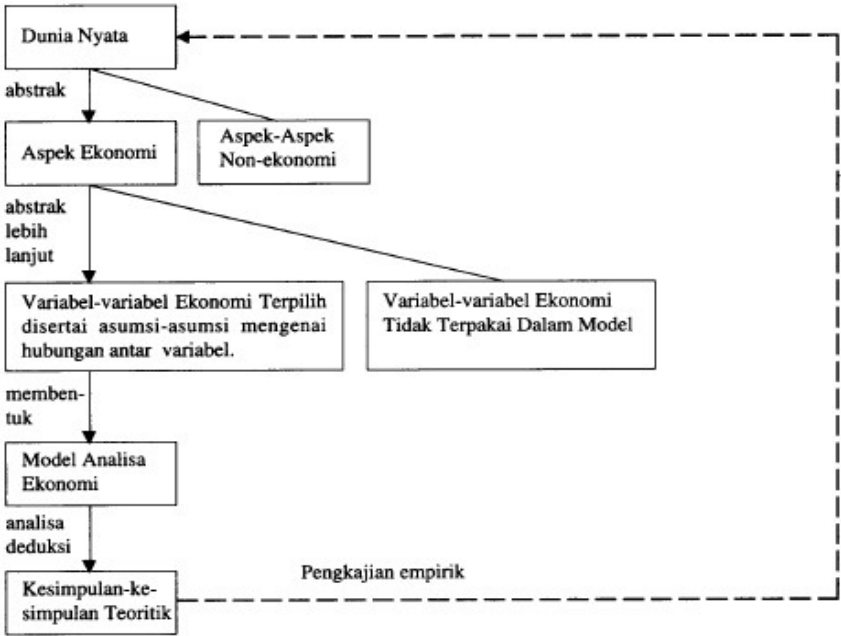 Dunia Nyata
abstrak
Aspek Ekonomi
Aspek-Aspek
Non-ekonomi
abstrak
lebih
lanjut
Variabel-variabel Ekonomi Terpilih
disertai asumsi-asumsi mengenai
hubungan antar variabel.
Variabel-variabel Ekonomi
Tidak Terpakai Dalam Model
memben-
tuk
Model Analisa
Ekonomi
analisa
deduksi
Kesimpulan-ke-
simpulan Teoritik
Pengkajian empirik